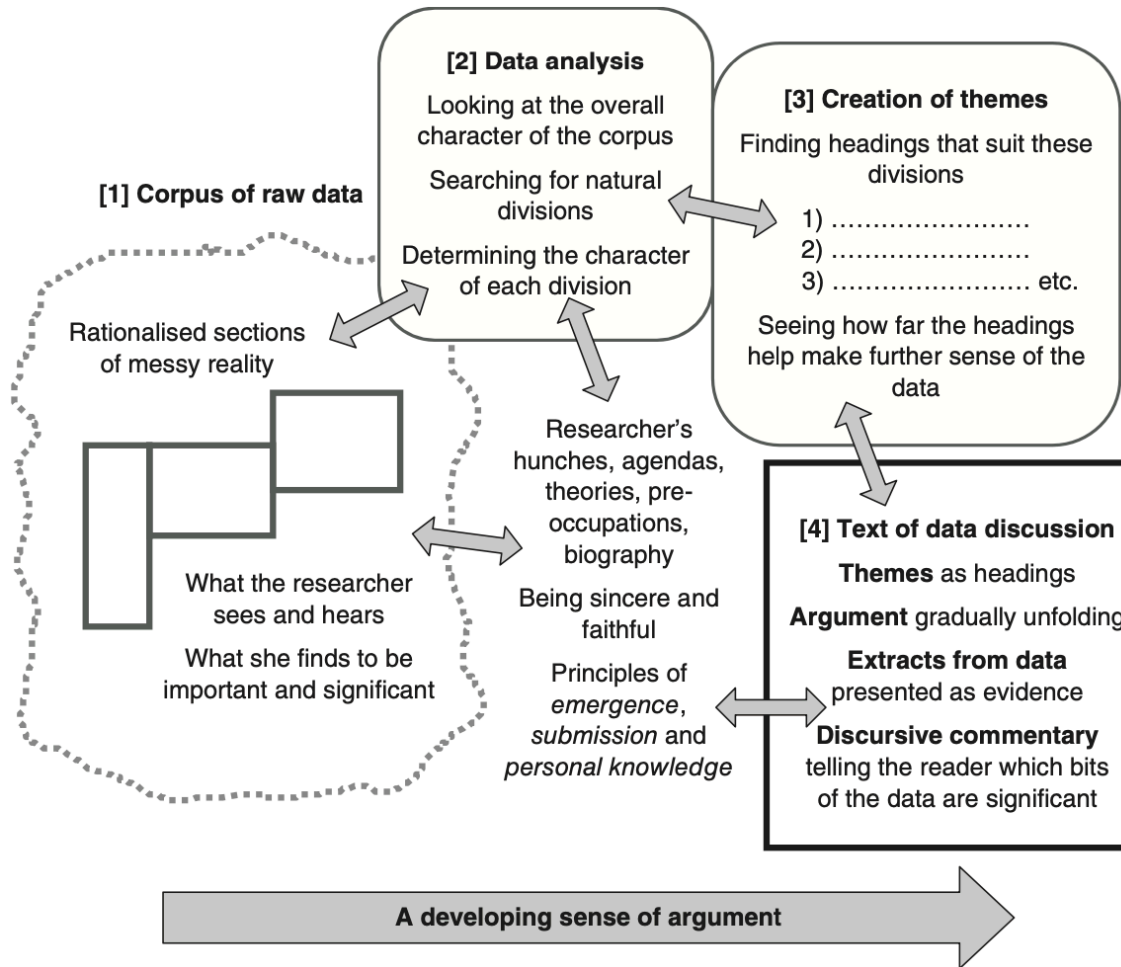 [1] Corpus of raw data
Rationalised sections
of messy reality
What the researcher
sees and hears
What she finds to be
important and significant
[2] Data analysis
Looking at the overall
character of the corpus
Searching for natural
divisions
Determining the character
of each division
Researcher's
hunches, agendas,
theories, pre-
occupations,
biography
Being sincere and
faithful
Principles of
emergence,
submission and
personal knowledge
[3] Creation of themes
Finding headings that suit these
divisions
1) ........................
2) ........................
3) ........................ etc.
Seeing how far the headings
help make further sense of the
data
[4] Text of data discussion
Themes as headings
Argument gradually unfolding
Extracts from data
presented as evidence
Discursive commentary
telling the reader which bits
of the data are significant
A developing sense of argument